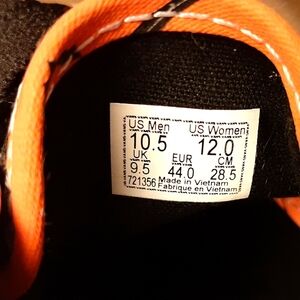 US Men US Women
10.5 12.0
UK EUR CM
9.5 44.0 28.5
721356 Made in Vietnam
Fabrique en Vietnam